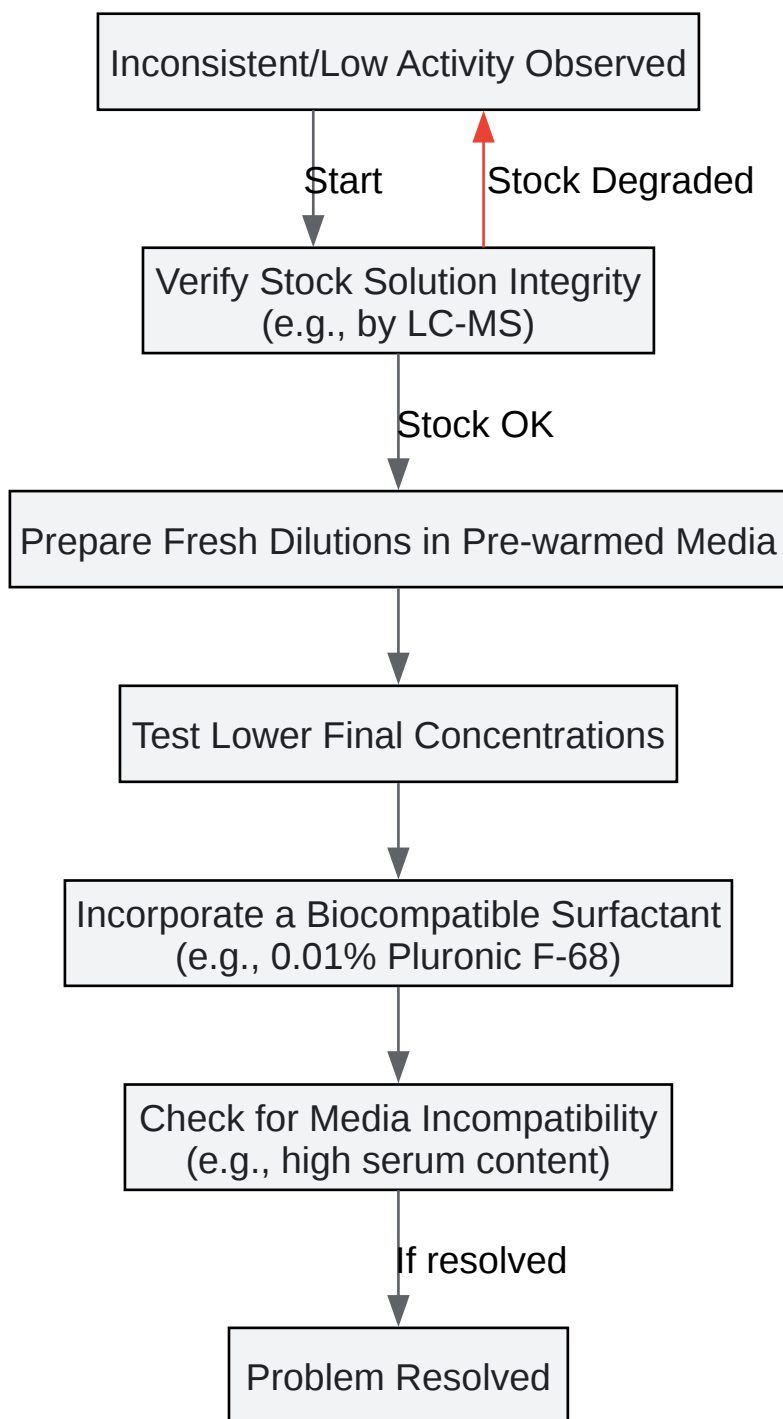 Inconsistent/Low Activity Observed
Start
Stock Degraded
Verify Stock Solution Integrity
(e.g., by LC-MS)
Stock OK
Prepare Fresh Dilutions in Pre-warmed Media
Test Lower Final Concentrations
Incorporate a Biocompatible Surfactant
(e.g., 0.01% Pluronic F-68)
Check for Media Incompatibility
(e.g., high serum content)
If resolved
Problem Resolved